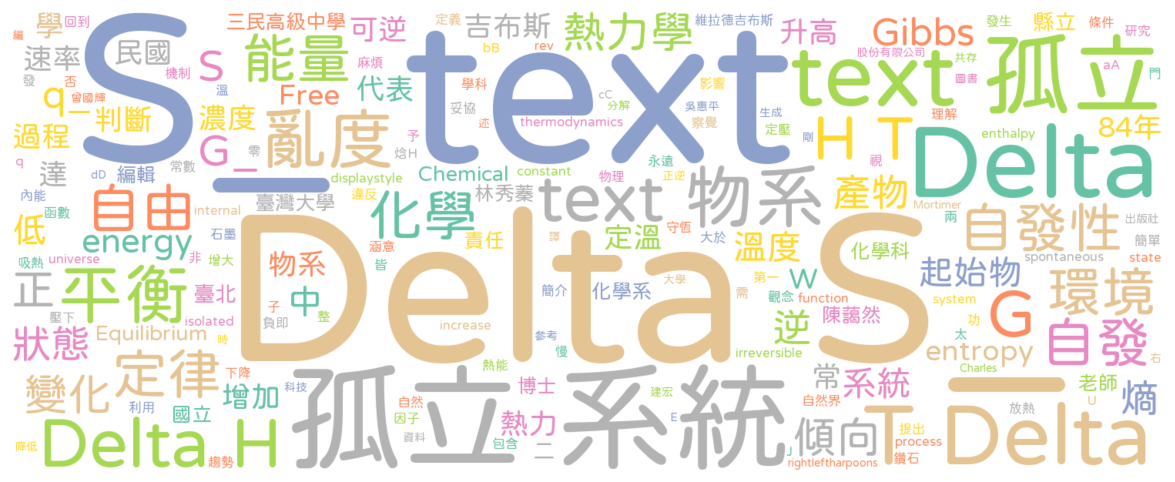 學 回到 三民高級中學 可逆 定義 吉布斯 維拉德吉布斯 升高 發生 縣立 條件
編 S _ text 熱力學 Gibbs 研究
速率 民國 能量 S 麻煩 bB rev 股份有限公司 共存 孤立
發 否 機制 代表 學科 影響 text aA 圖書 門
q 一 判斷 溫 Free cC 分解 吳惠平 生成 理解
曾國輝 濃度 亂度 妥協 述 thermodynamics 察覺 定壓 剛 H T enthalpy 84年
過程 G _ 零 予 焓H 永遠 視 Delta
q 達 dD 編輯 常數 displaystyle Chemical constant 物理 正逆
內能 自由 違反 林秀蓁 text 物系 產物 Mortimer 兩 出版社
函數 internal 臺灣大學 化學 自發性 簡單
低 energy 石墨 涵意 責任 定溫 守恆 大於 溫度 化學科 spontaneous state
吸熱 universe 非 增大 物系 皆 Delta S 譯 第一 w 起始物 環境
正 平衡 臺北 子 中 簡介 化學系 大學 需 觀念 function system
壓下 isolated 負即 整 陳藹然 功 G
狀態 Equilibrium 時 increase 參考 慢 逆 irreversible 太 entropy 自發 右
定律 下降 熱能 Charles
變化 利用 增加 科技 孤立系統 博士 自然 建宏 常 系統 自然界 老師 U 熵
國立 因子 熱力 E 放熱
降低 Delta H 趨勢 資料 包含 二 J 傾向 T _ Delta 提出 process 鑽石
rightleftharpoons